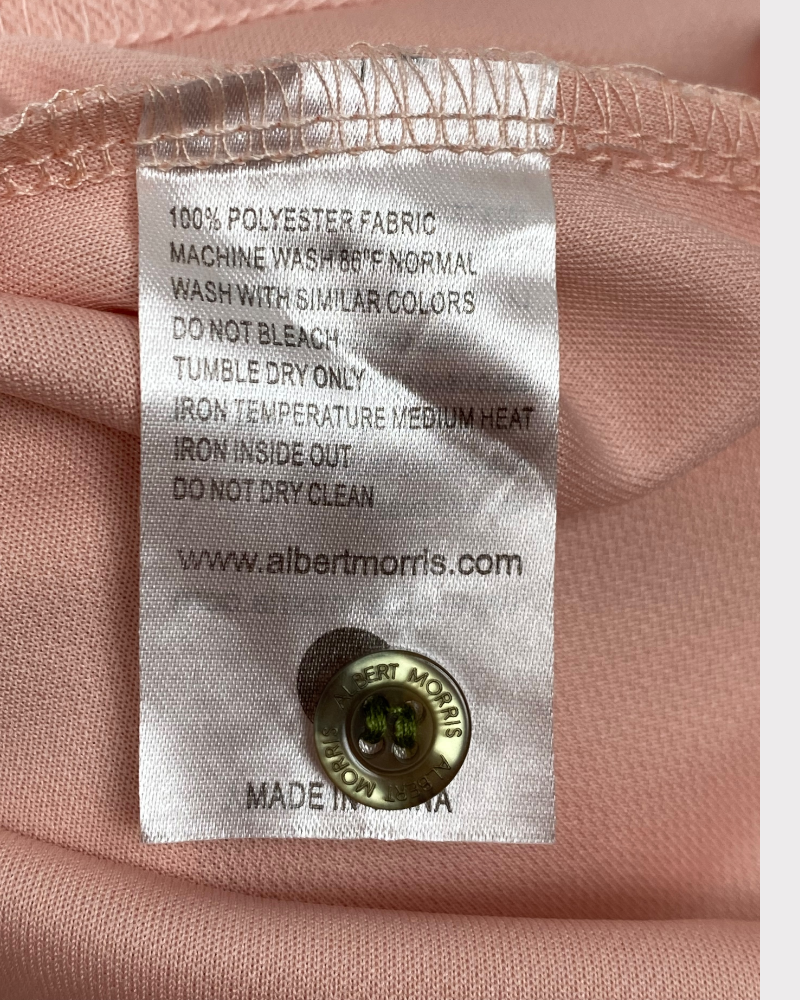 100% POLYESTER FABRIC
MACHINE WASH 86°F NORMAL
WASH WITH SIMILAR COLORS
DO NOT BLEACH
TUMBLE DRY ONLY
IRON TEMPERATURE MEDIUM HEAT
IRON INSIDE OUT
DO NOT DRY CLEAN
www.albertmorris.com
ALBERT MORRIS ALBERT MORRIS
MADE